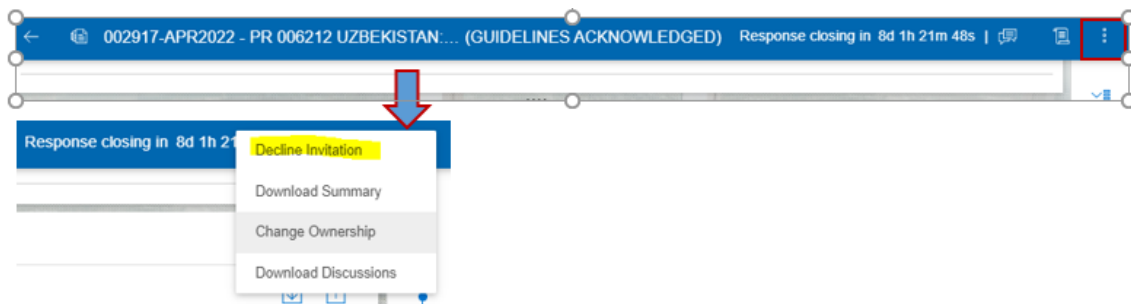 002917-APR2022 - PR 006212 UZBEKISTAN:... (GUIDELINES ACKNOWLEDGED) Response closing in 8d 1h 21m 48s |
Response closing in 8d 1h 21
Decline Invitation
Download Summary
Change Ownership
Download Discussions